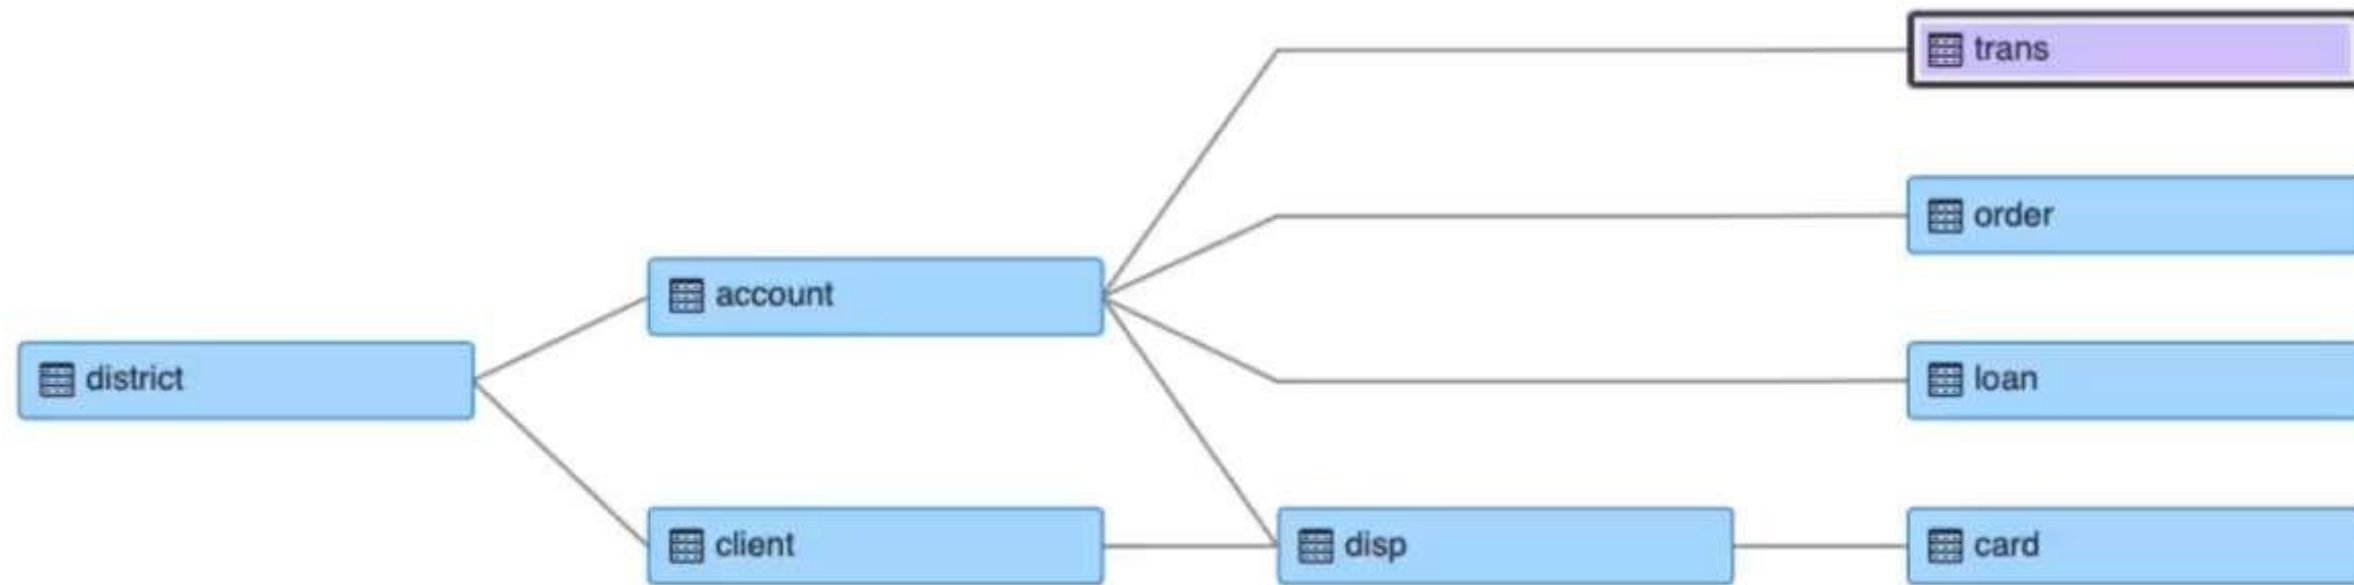 trans
order
account
loan
district
client
disp
card